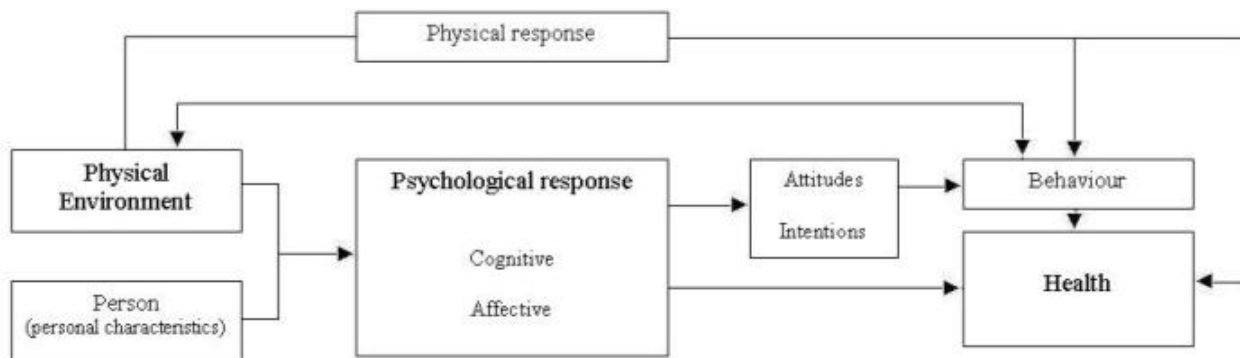 Physical response
Physical
Environment
Psychological response
Cognitive
Affective
Attitudes
Intentions
Behaviour
Person
(personal characteristics)
Health